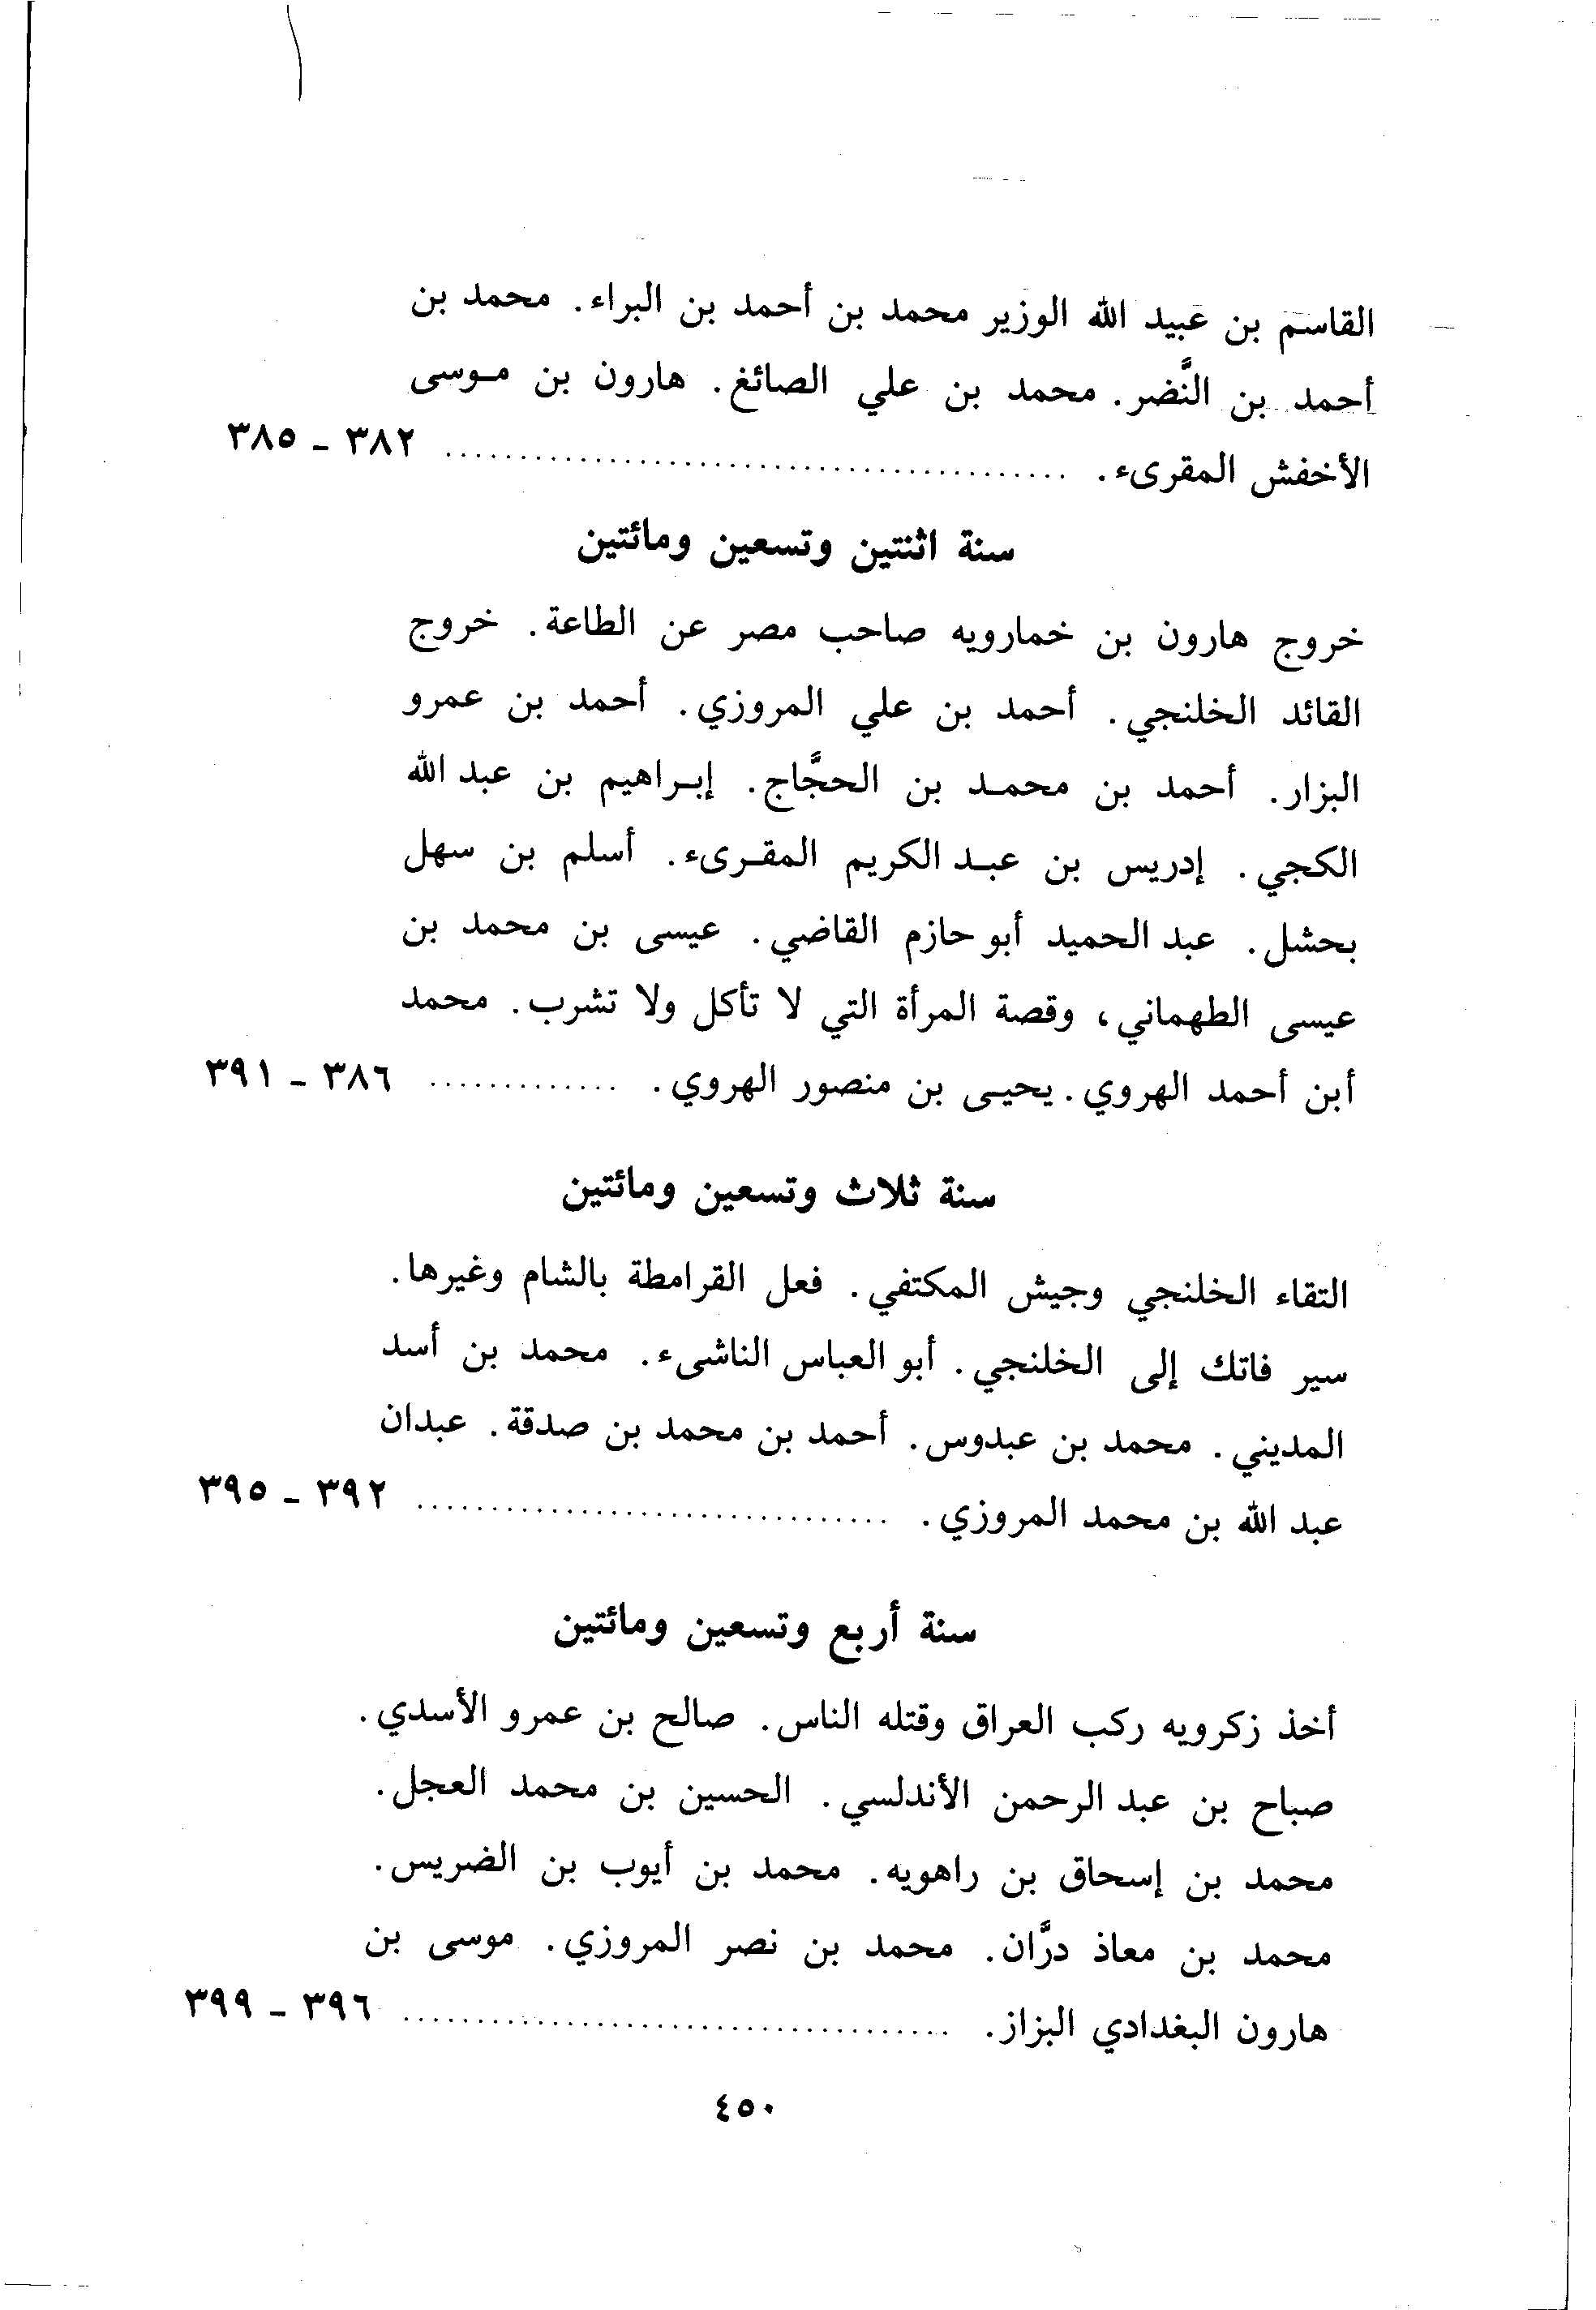 القاسم بن عبيد الله الوزير محمد بن أحمد بن البراء. محمد بن
أحمد بن النَّضر. محمد بن علي الصائغ. هارون بن موسى
الأخفش المقرىء. ........................................ ٣٨٢ ـ ٣٨٥
سنة اثنتين وتسعين ومائتين
خروج هارون بن خمارويه صاحب مصر عن الطاعة. خروج
القائد الخلنجي. أحمد بن علي المروزي. أحمد بن عمرو
البزار. أحمد بن محمد بن الحجَّاج. إبراهيم بن عبد الله
الكجي. إدريس بن عبد الكريم المقرىء. أسلم بن سهل
بحشل. عبد الحميد أبو حازم القاضي. عيسى بن محمد بن
عيسى الطهماني، وقصة المرأة التي لا تأكل ولا تشرب. محمد
أبن أحمد الهروي. يحيى بن منصور الهروي. ............. ٣٨٦ ـ ٣٩١
سنة ثلاث وتسعين ومائتين
التقاء الخلنجي وجيش المكتفي. فعل القرامطة بالشام وغيرها.
سير فاتك إلى الخلنجي. أبو العباس الناشىء. محمد بن أسد
المديني. محمد بن عبدوس. أحمد بن محمد بن صدقة. عبدان
عبد الله بن محمد المروزي. ................................ ٣٩٢ ـ ٣٩٥
سنة أربع وتسعين ومائتين
أخذ زكرويه ركب العراق وقتله الناس. صالح بن عمرو الأسدي.
صباح بن عبد الرحمن الأندلسي. الحسين بن محمد العجل.
محمد بن إسحاق بن راهويه. محمد بن أيوب بن الضريس.
محمد بن معاذ درَّان. محمد بن نصر المروزي. موسى بن
هارون البغدادي البزاز. .................................... ٣٩٦ ـ ٣٩٩
٤٥٠